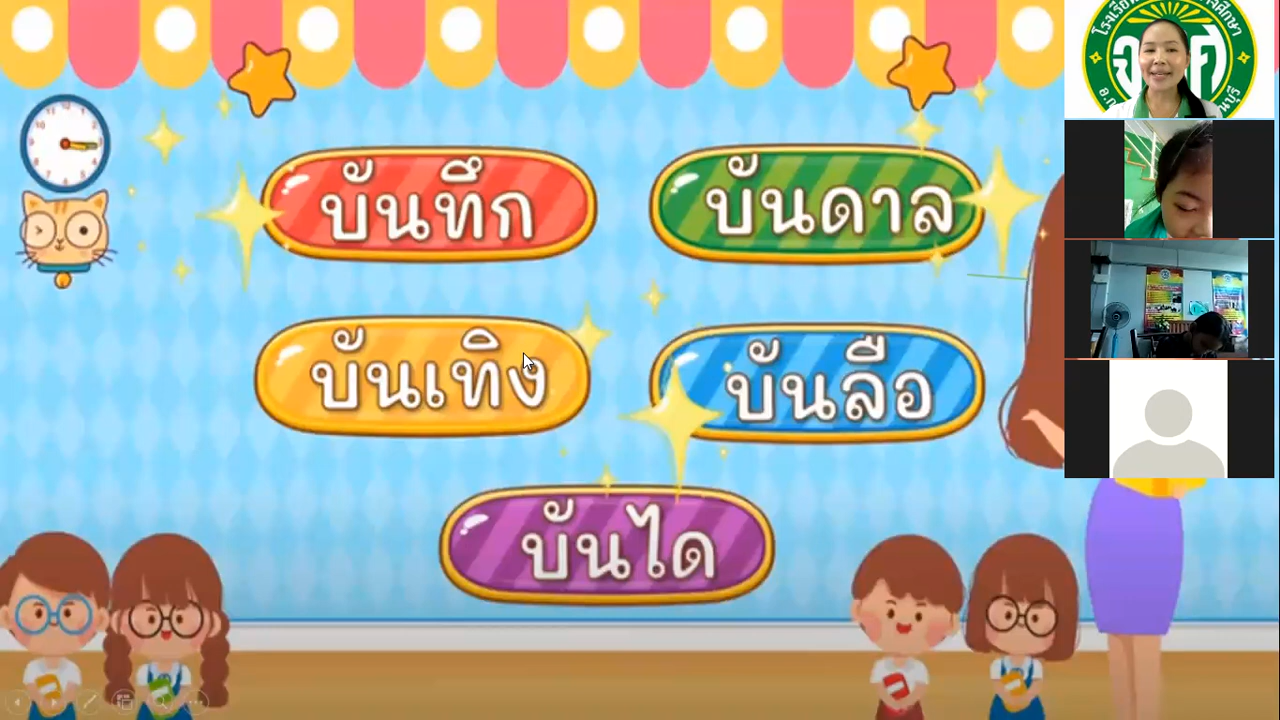 บันทึก
บันดาล
บันเทิง
บันลือ
บันได